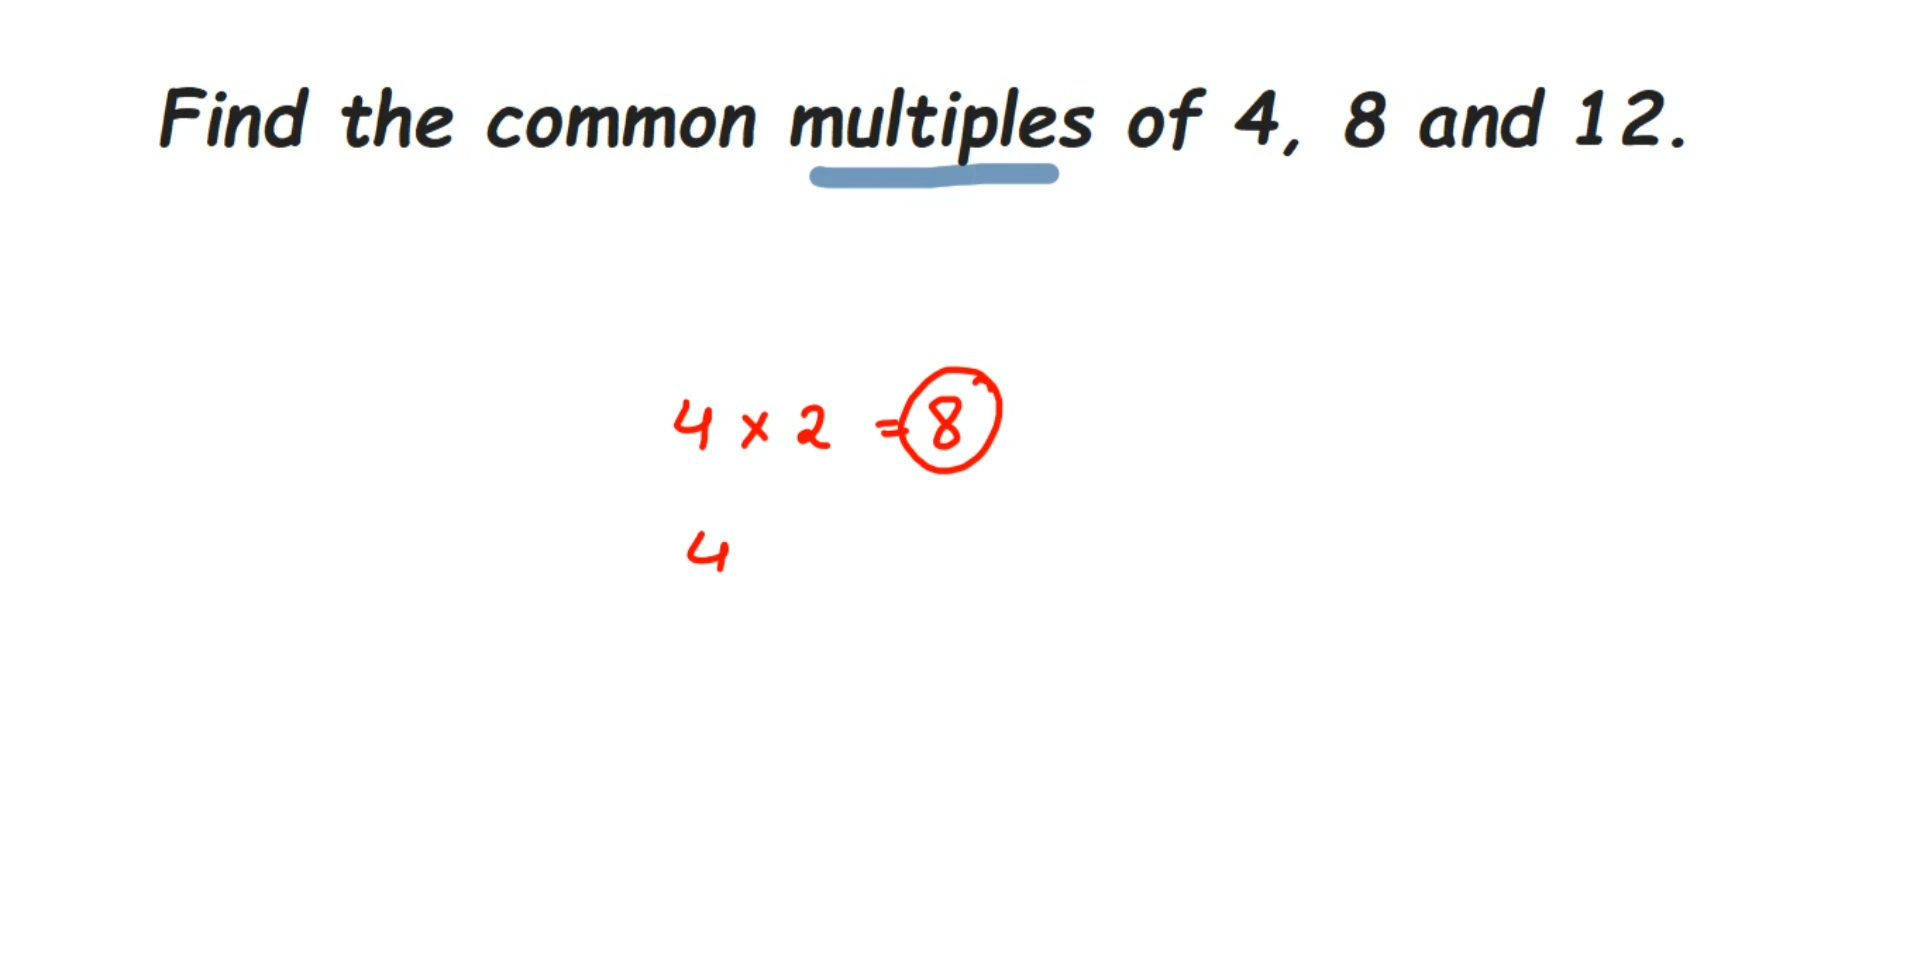 Find the common multiples of 4, 8 and 12.
4 × 2 = 8
4